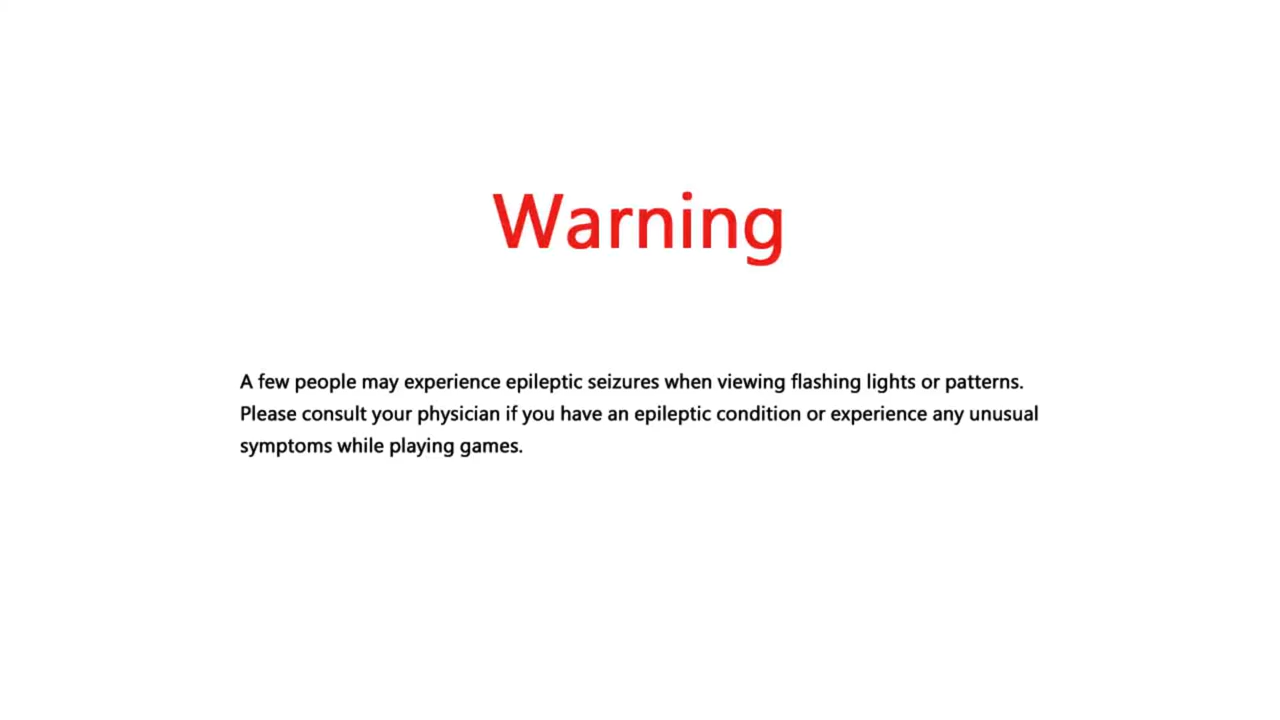 Warning
A few people may experience epileptic seizures when viewing flashing lights or patterns.
Please consult your physician if you have an epileptic condition or experience any unusual
symptoms while playing games.